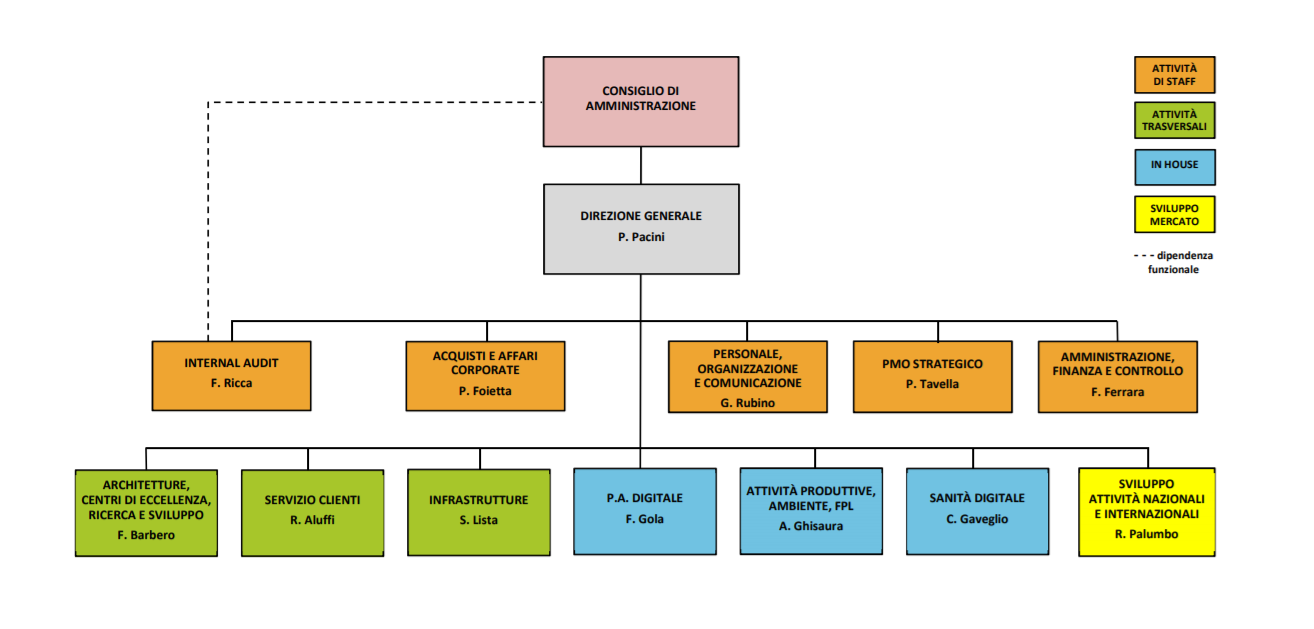 CONSIGLIO DI
AMMINISTRAZIONE
DIREZIONE GENERALE
P. Pacini
ATTIVITÀ
DI STAFF
ATTIVITÀ
TRASVERSALI
IN HOUSE
SVILUPPO
MERCATO
- - - dipendenza
funzionale
INTERNAL AUDIT
F. Ricca
ACQUISTI E AFFARI
CORPORATE
P. Foietta
PERSONALE,
ORGANIZZAZIONE
E COMUNICAZIONE
G. Rubino
PMO STRATEGICO
P. Tavella
AMMINISTRAZIONE,
FINANZA E CONTROLLO
F. Ferrara
ARCHITETTURE,
CENTRI DI ECCELLENZA,
RICERCA E SVILUPPO
F. Barbero
SERVIZIO CLIENTI
R. Aluffi
INFRASTRUTTURE
S. Lista
P.A. DIGITALE
F. Gola
ATTIVITÀ PRODUTTIVE,
AMBIENTE, FPL
A. Ghisaura
SANITÀ DIGITALE
C. Gaveglio
SVILUPPO
ATTIVITÀ NAZIONALI
E INTERNAZIONALI
R. Palumbo